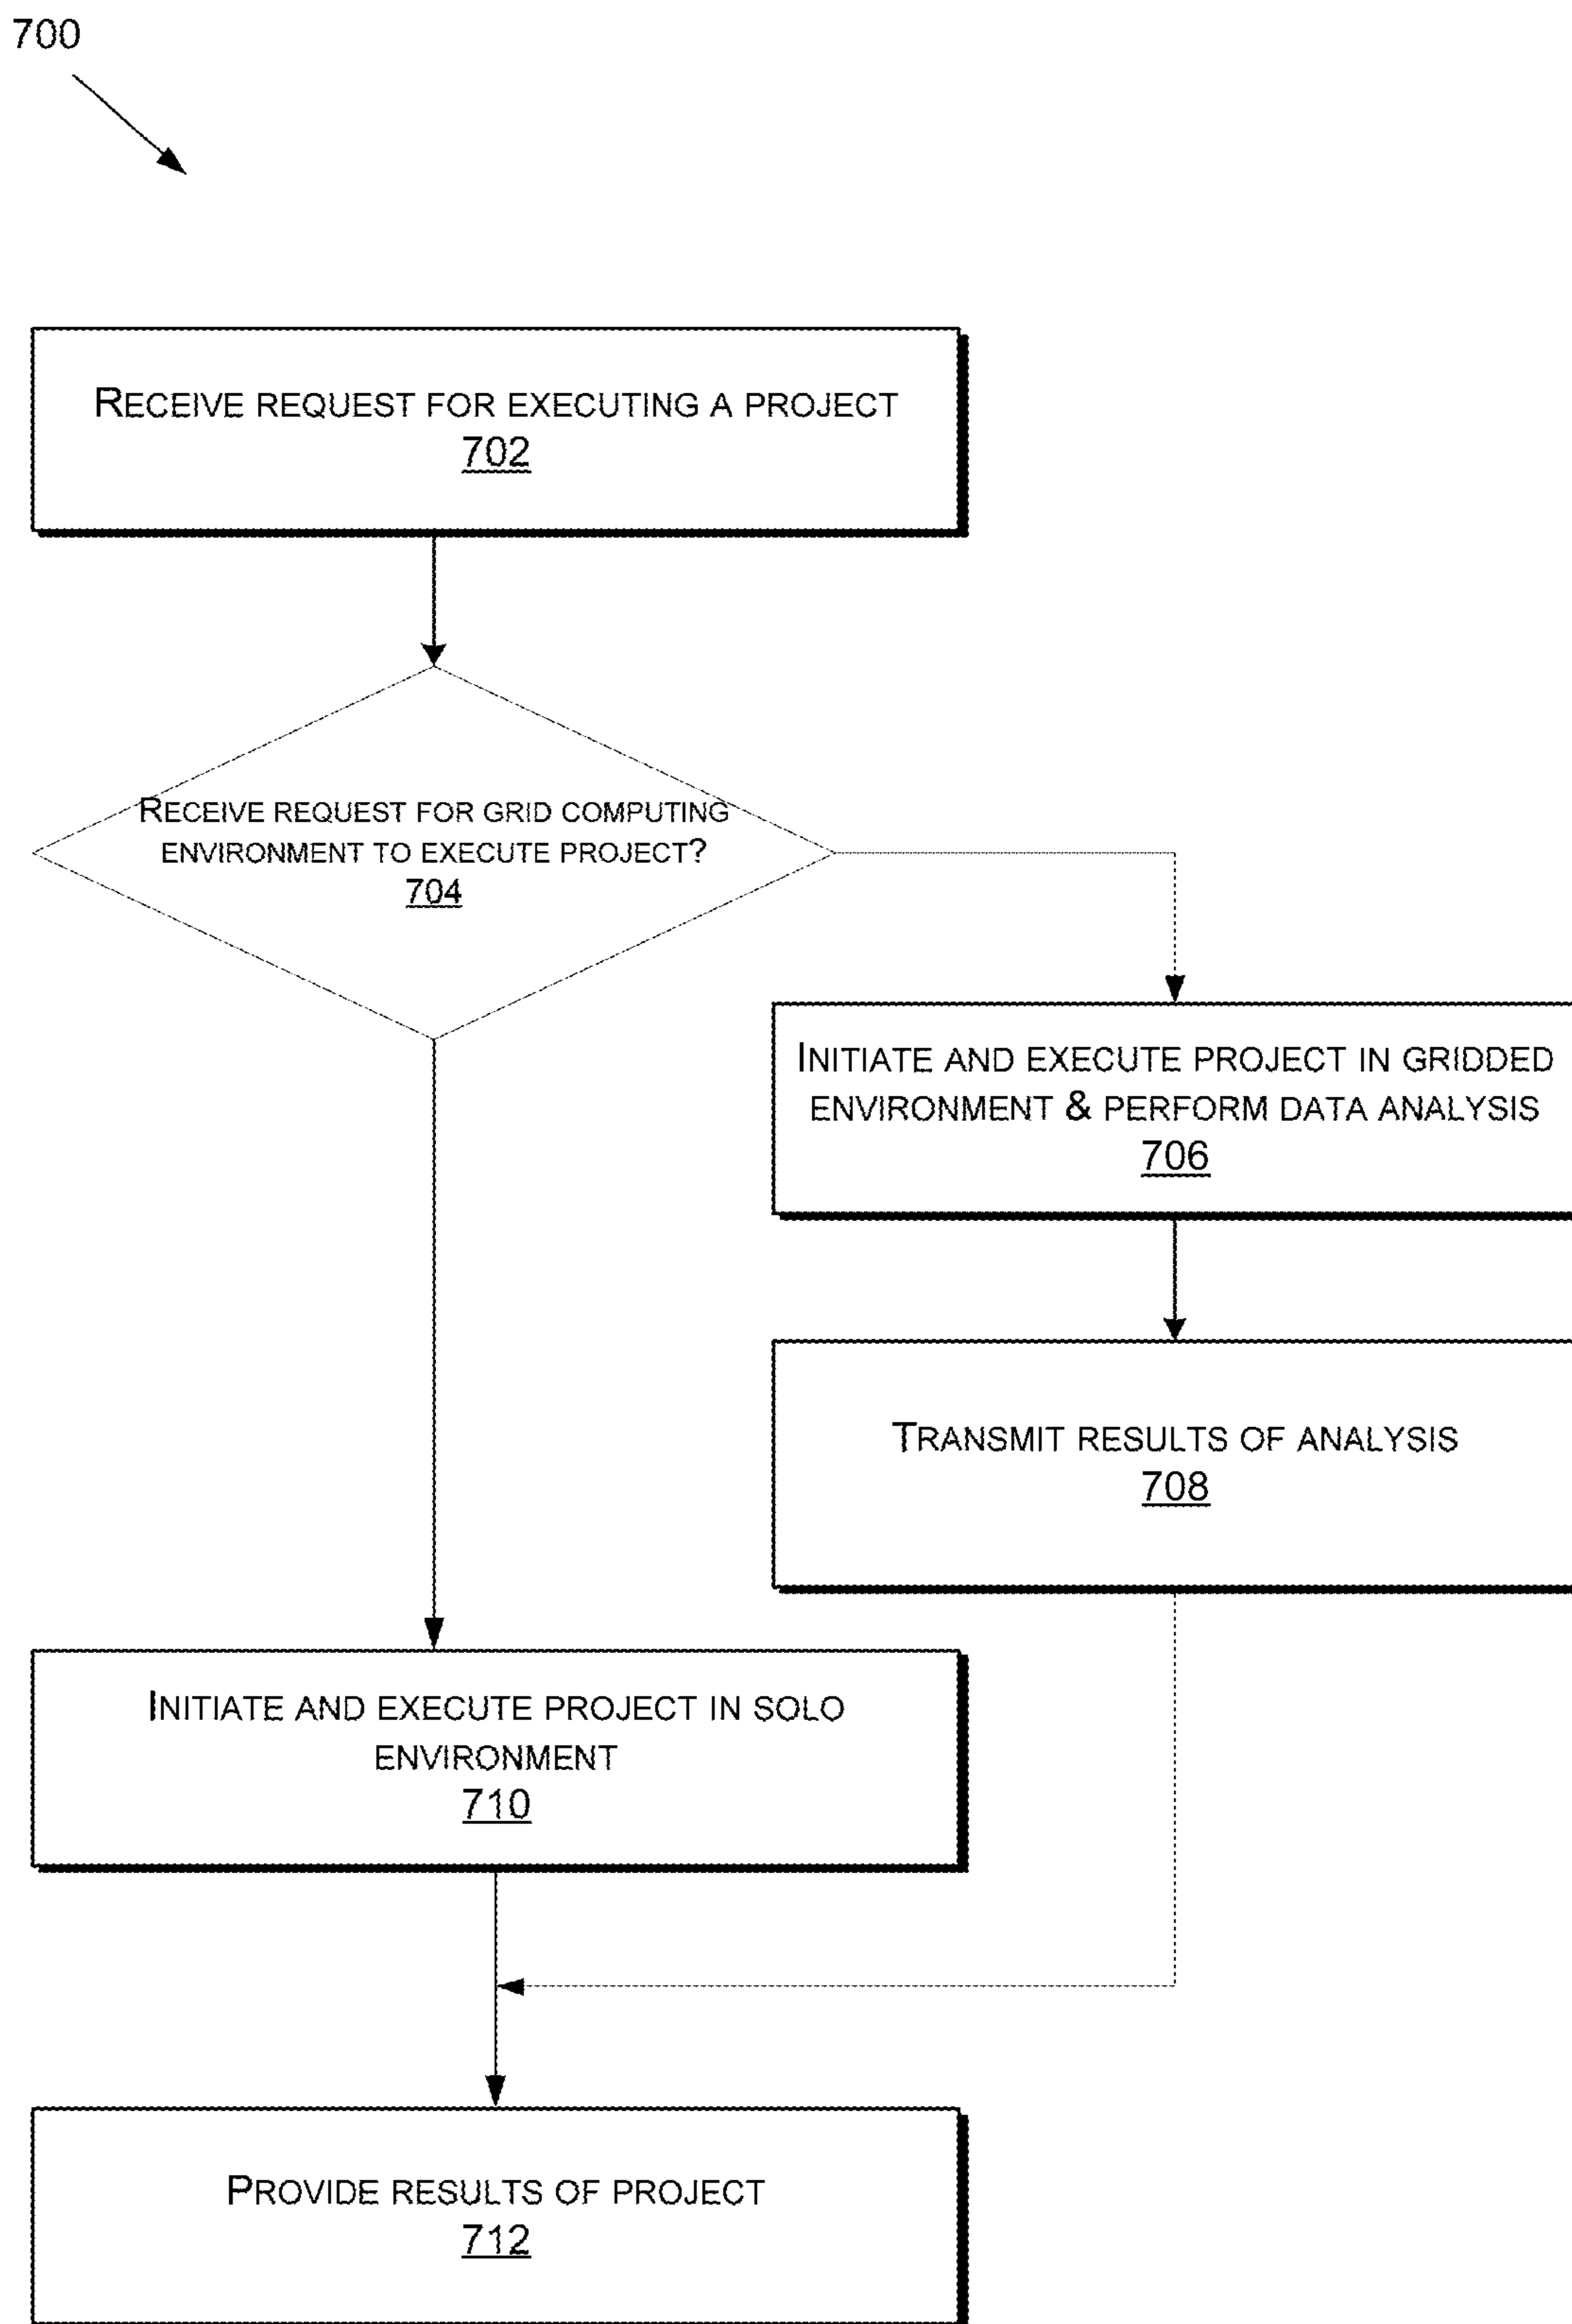 700
RECEIVE REQUEST FOR EXECUTING A PROJECT
702
RECEIVE REQUEST FOR GRID COMPUTING
ENVIRONMENT TO EXECUTE PROJECT?
704
INITIATE AND EXECUTE PROJECT IN GRIDDED
ENVIRONMENT & PERFORM DATA ANALYSIS
706
TRANSMIT RESULTS OF ANALYSIS
708
INITIATE AND EXECUTE PROJECT IN SOLO
ENVIRONMENT
710
PROVIDE RESULTS OF PROJECT
712